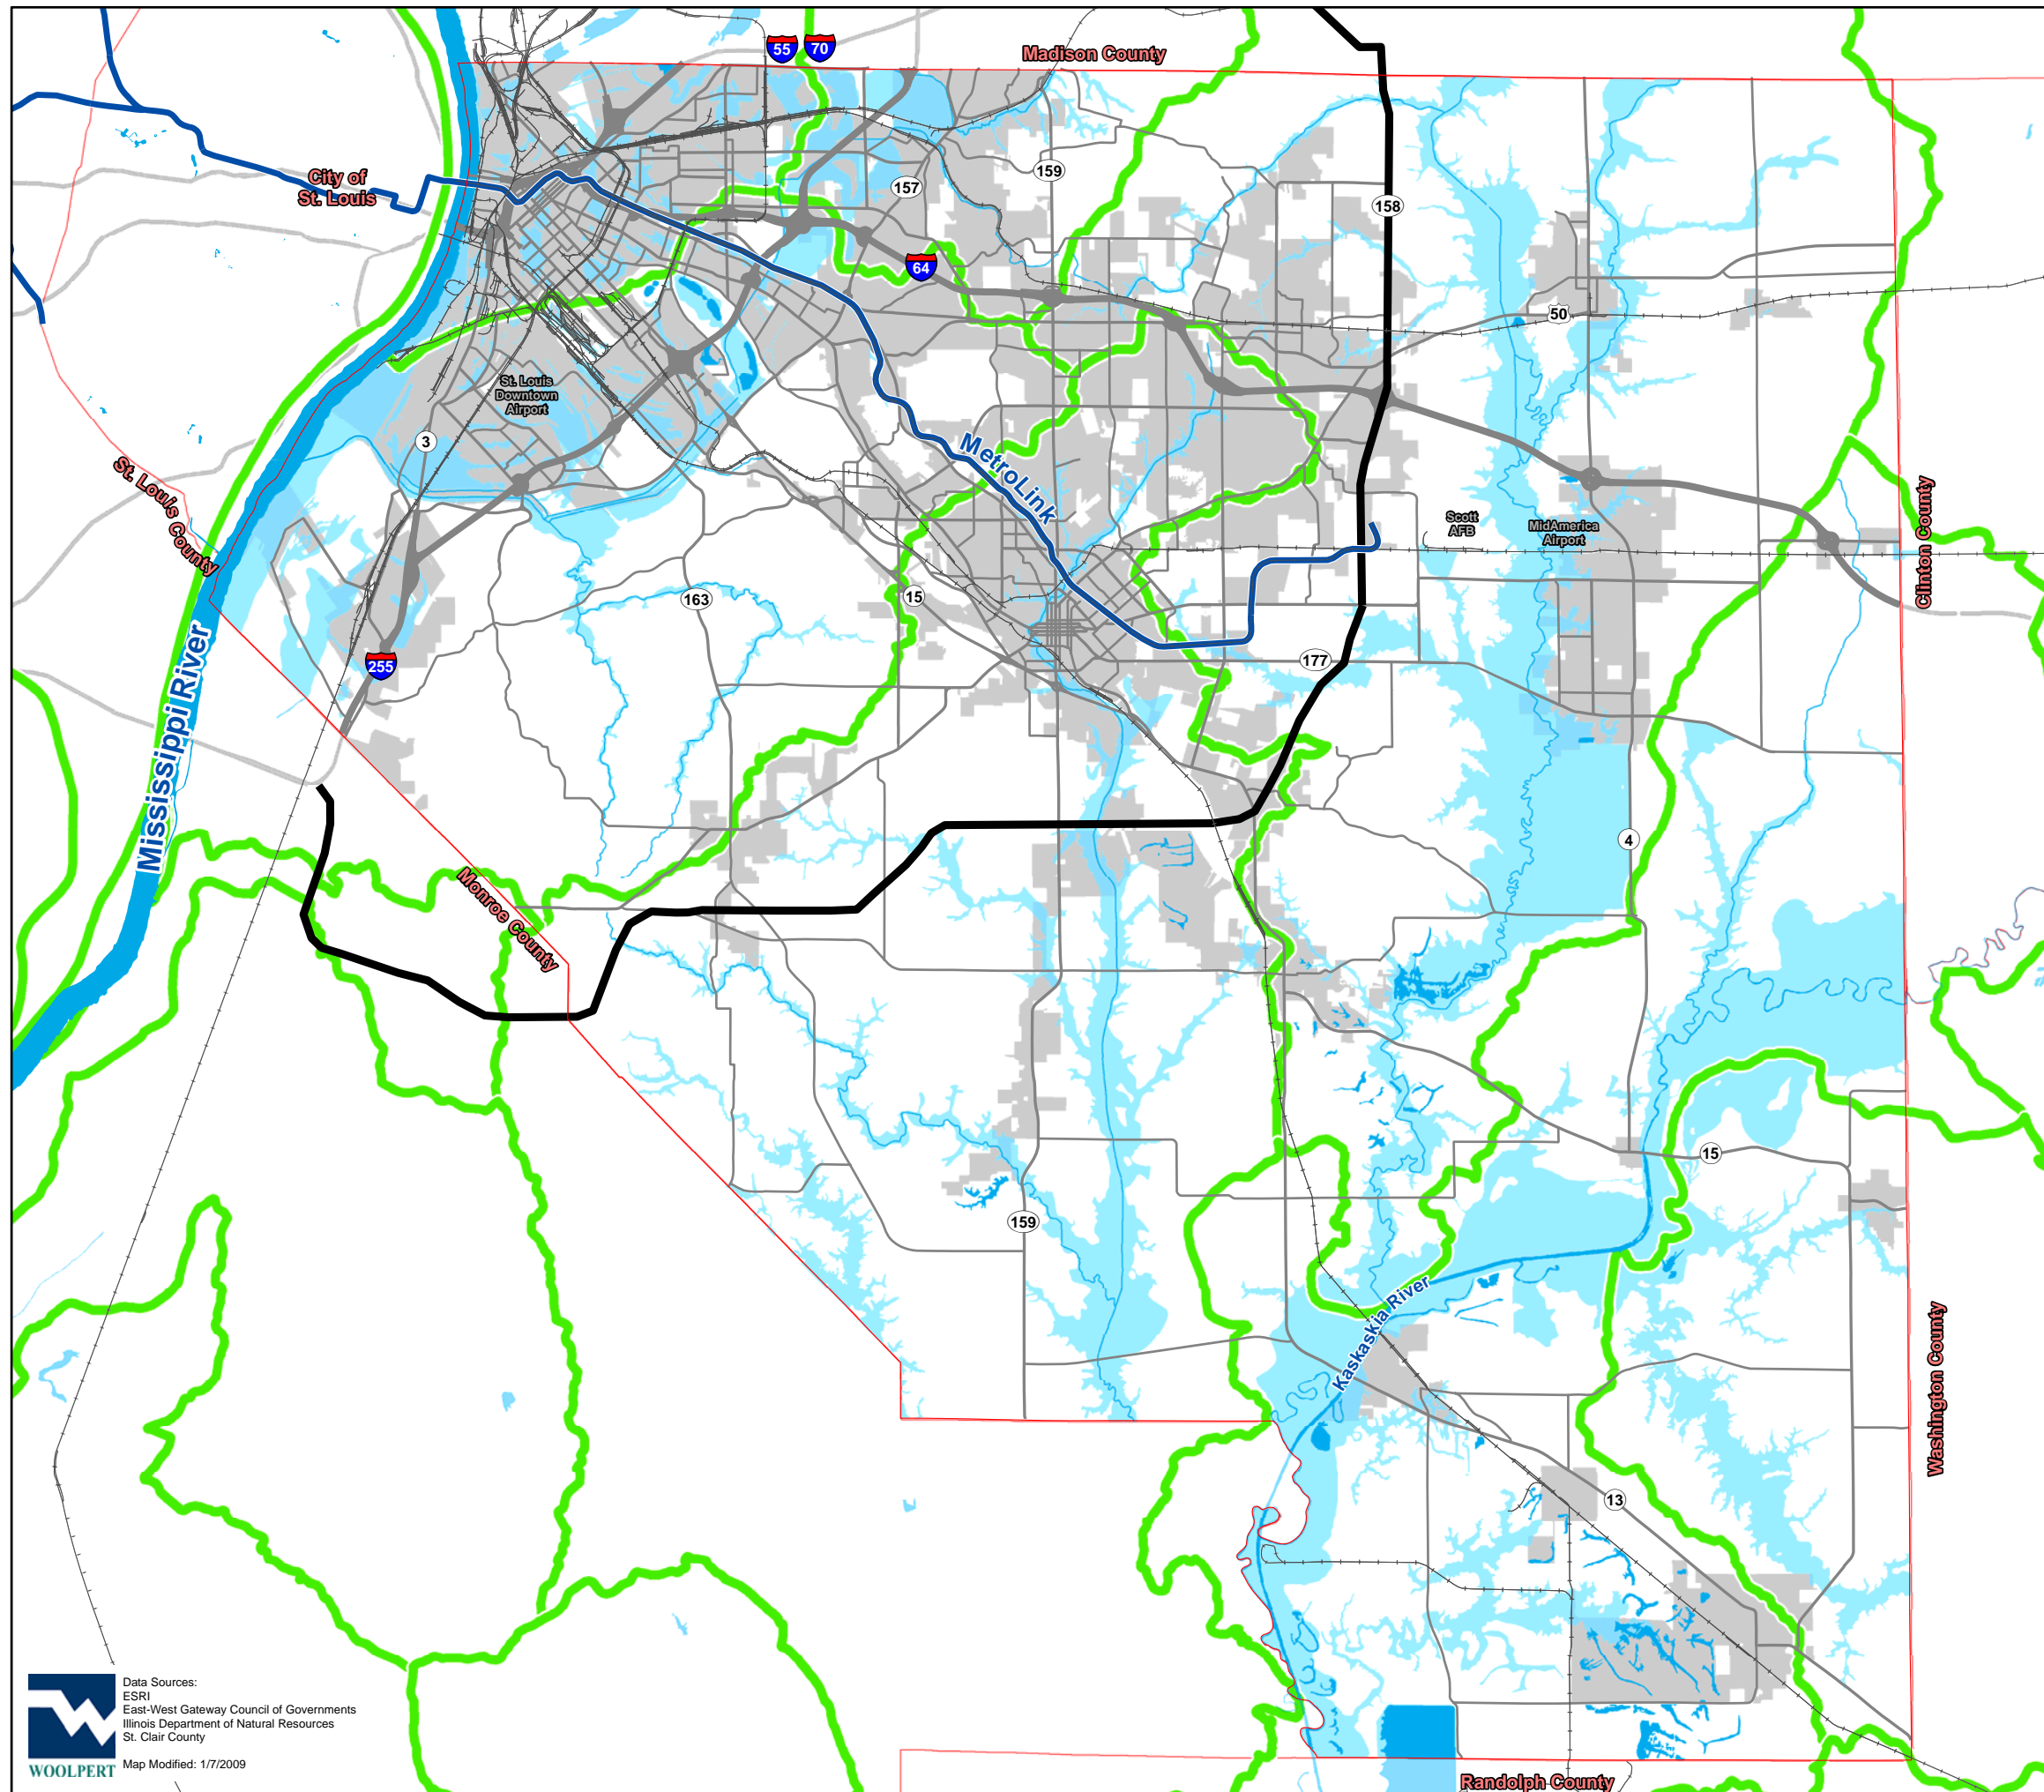 55
70
Madison County
159
City of
St. Louis
157
158
64
50
St. Louis
Downtown
Airport
3
MetroLink
St. Louis County
Scott
AFB
MidAmerica
Airport
Clinton County
163
15
255
177
Mississippi River
4
Monroe County
15
159
Kaskaskia River
Washington County
13
Data Sources:
ESRI
East-West Gateway Council of Governments
Illinois Department of Natural Resources
St. Clair County
Map Modified: 1/7/2009
WOOLPERT
Randolph County